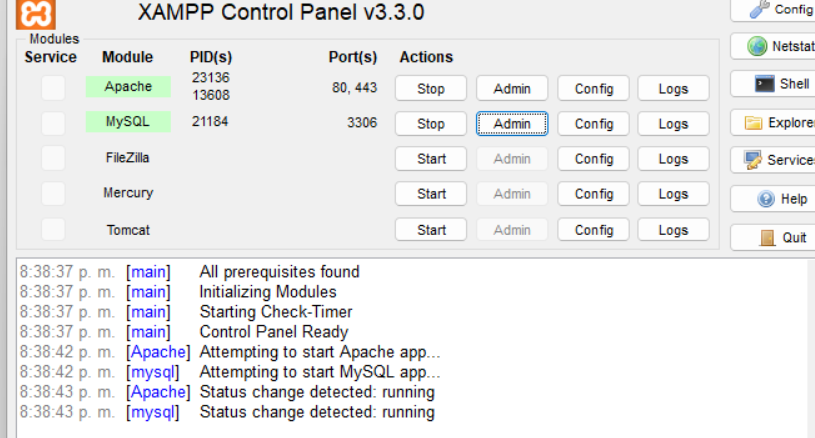 XAMPP Control Panel v3.3.0
Config
Modules
Service Module PID(s) Port(s) Actions
Netstat
Apache 23136 13608 80, 443 Stop Admin Config Logs
Shell
MySQL 21184 3306 Stop Admin Config Logs
Explore
FileZilla Start Admin Config Logs
Service
Mercury Start Admin Config Logs
Help
Tomcat Start Admin Config Logs
Quit
8:38:37 p. m. [main] All prerequisites found
8:38:37 p. m. [main] Initializing Modules
8:38:37 p. m. [main] Starting Check-Timer
8:38:37 p. m. [main] Control Panel Ready
8:38:42 p. m. [Apache] Attempting to start Apache app...
8:38:42 p. m. [mysql] Attempting to start MySQL app...
8:38:43 p. m. [Apache] Status change detected: running
8:38:43 p. m. [mysql] Status change detected: running